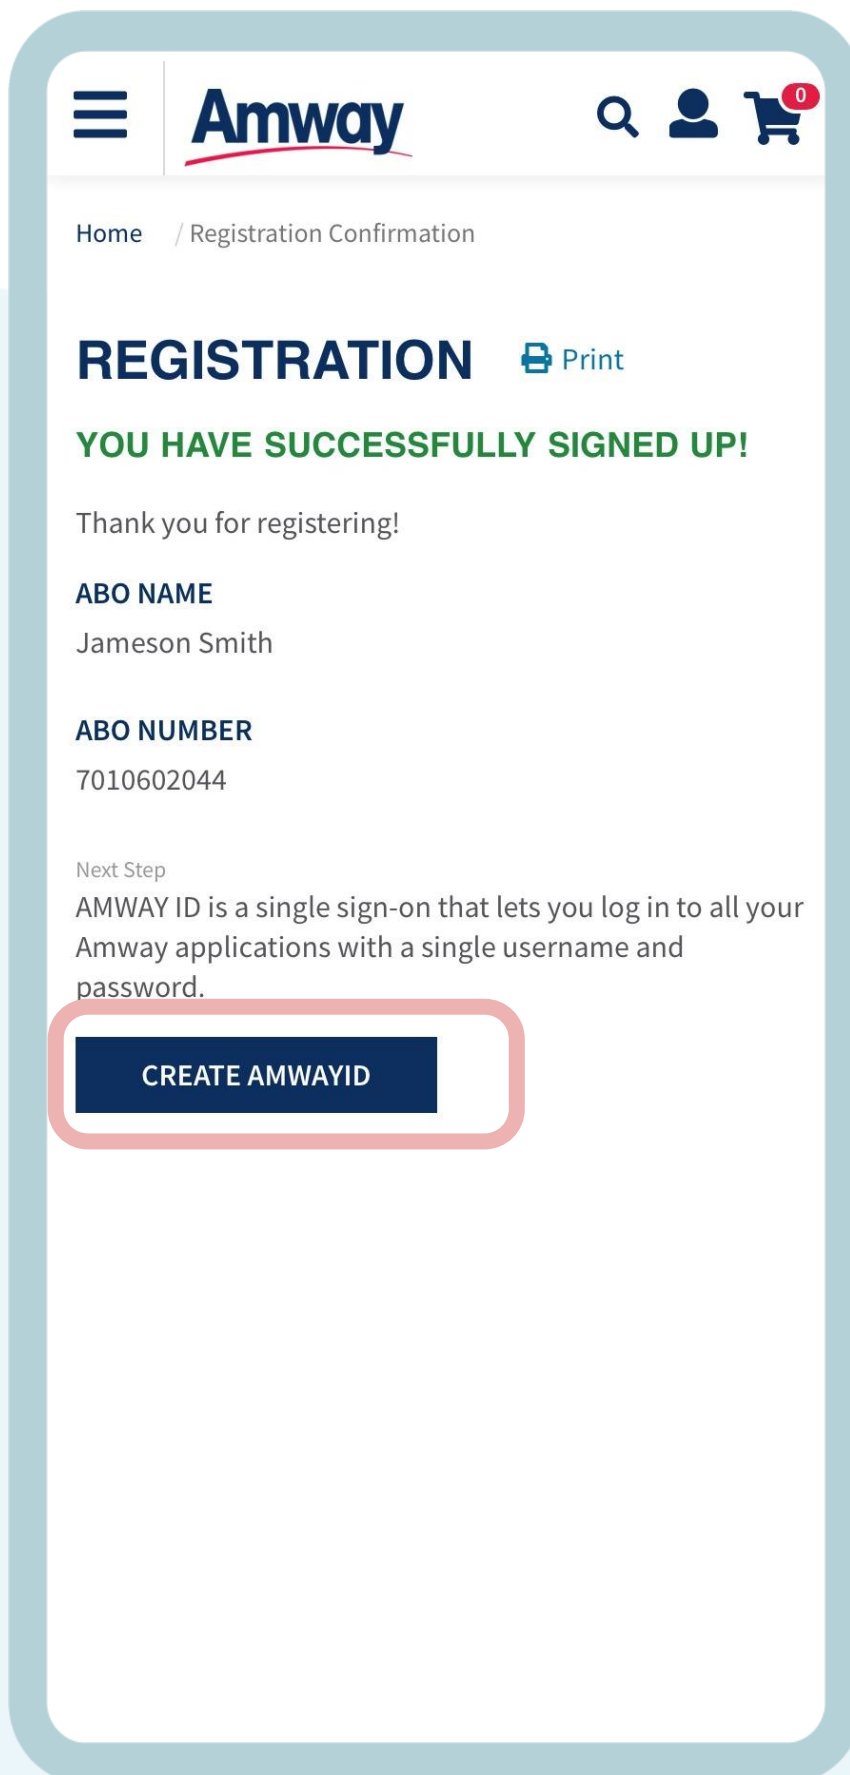 Amway
0
Home / Registration Confirmation
REGISTRATION Print
YOU HAVE SUCCESSFULLY SIGNED UP!
Thank you for registering!
ABO NAME
Jameson Smith
ABO NUMBER
7010602044
Next Step
AMWAY ID is a single sign-on that lets you log in to all your
Amway applications with a single username and
password.
CREATE AMWAYID